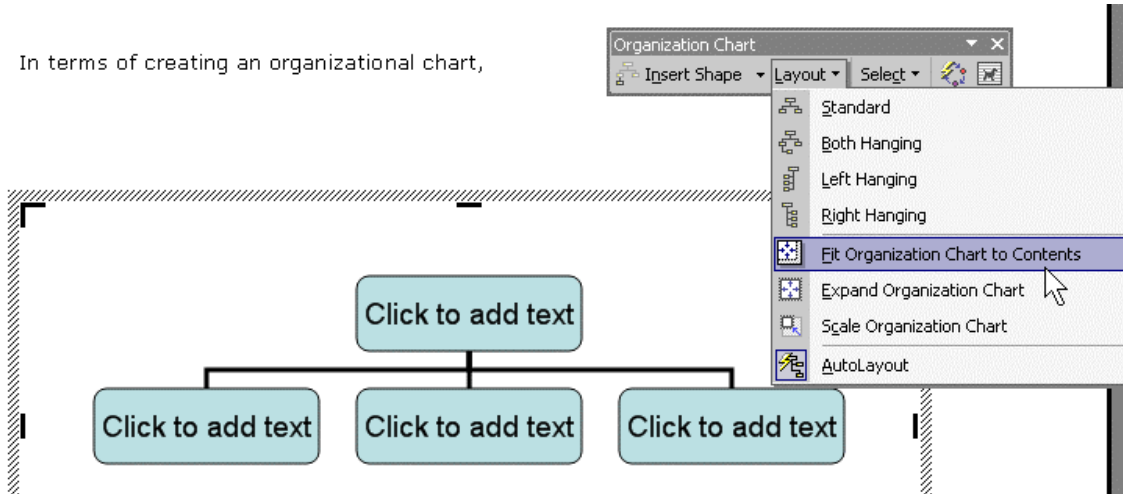 In terms of creating an organizational chart,
Organization Chart
Insert Shape Layout Select
Standard
Both Hanging
Left Hanging
Right Hanging
Fit Organization Chart to Contents
Expand Organization Chart
Scale Organization Chart
AutoLayout
Click to add text
Click to add text Click to add text Click to add text